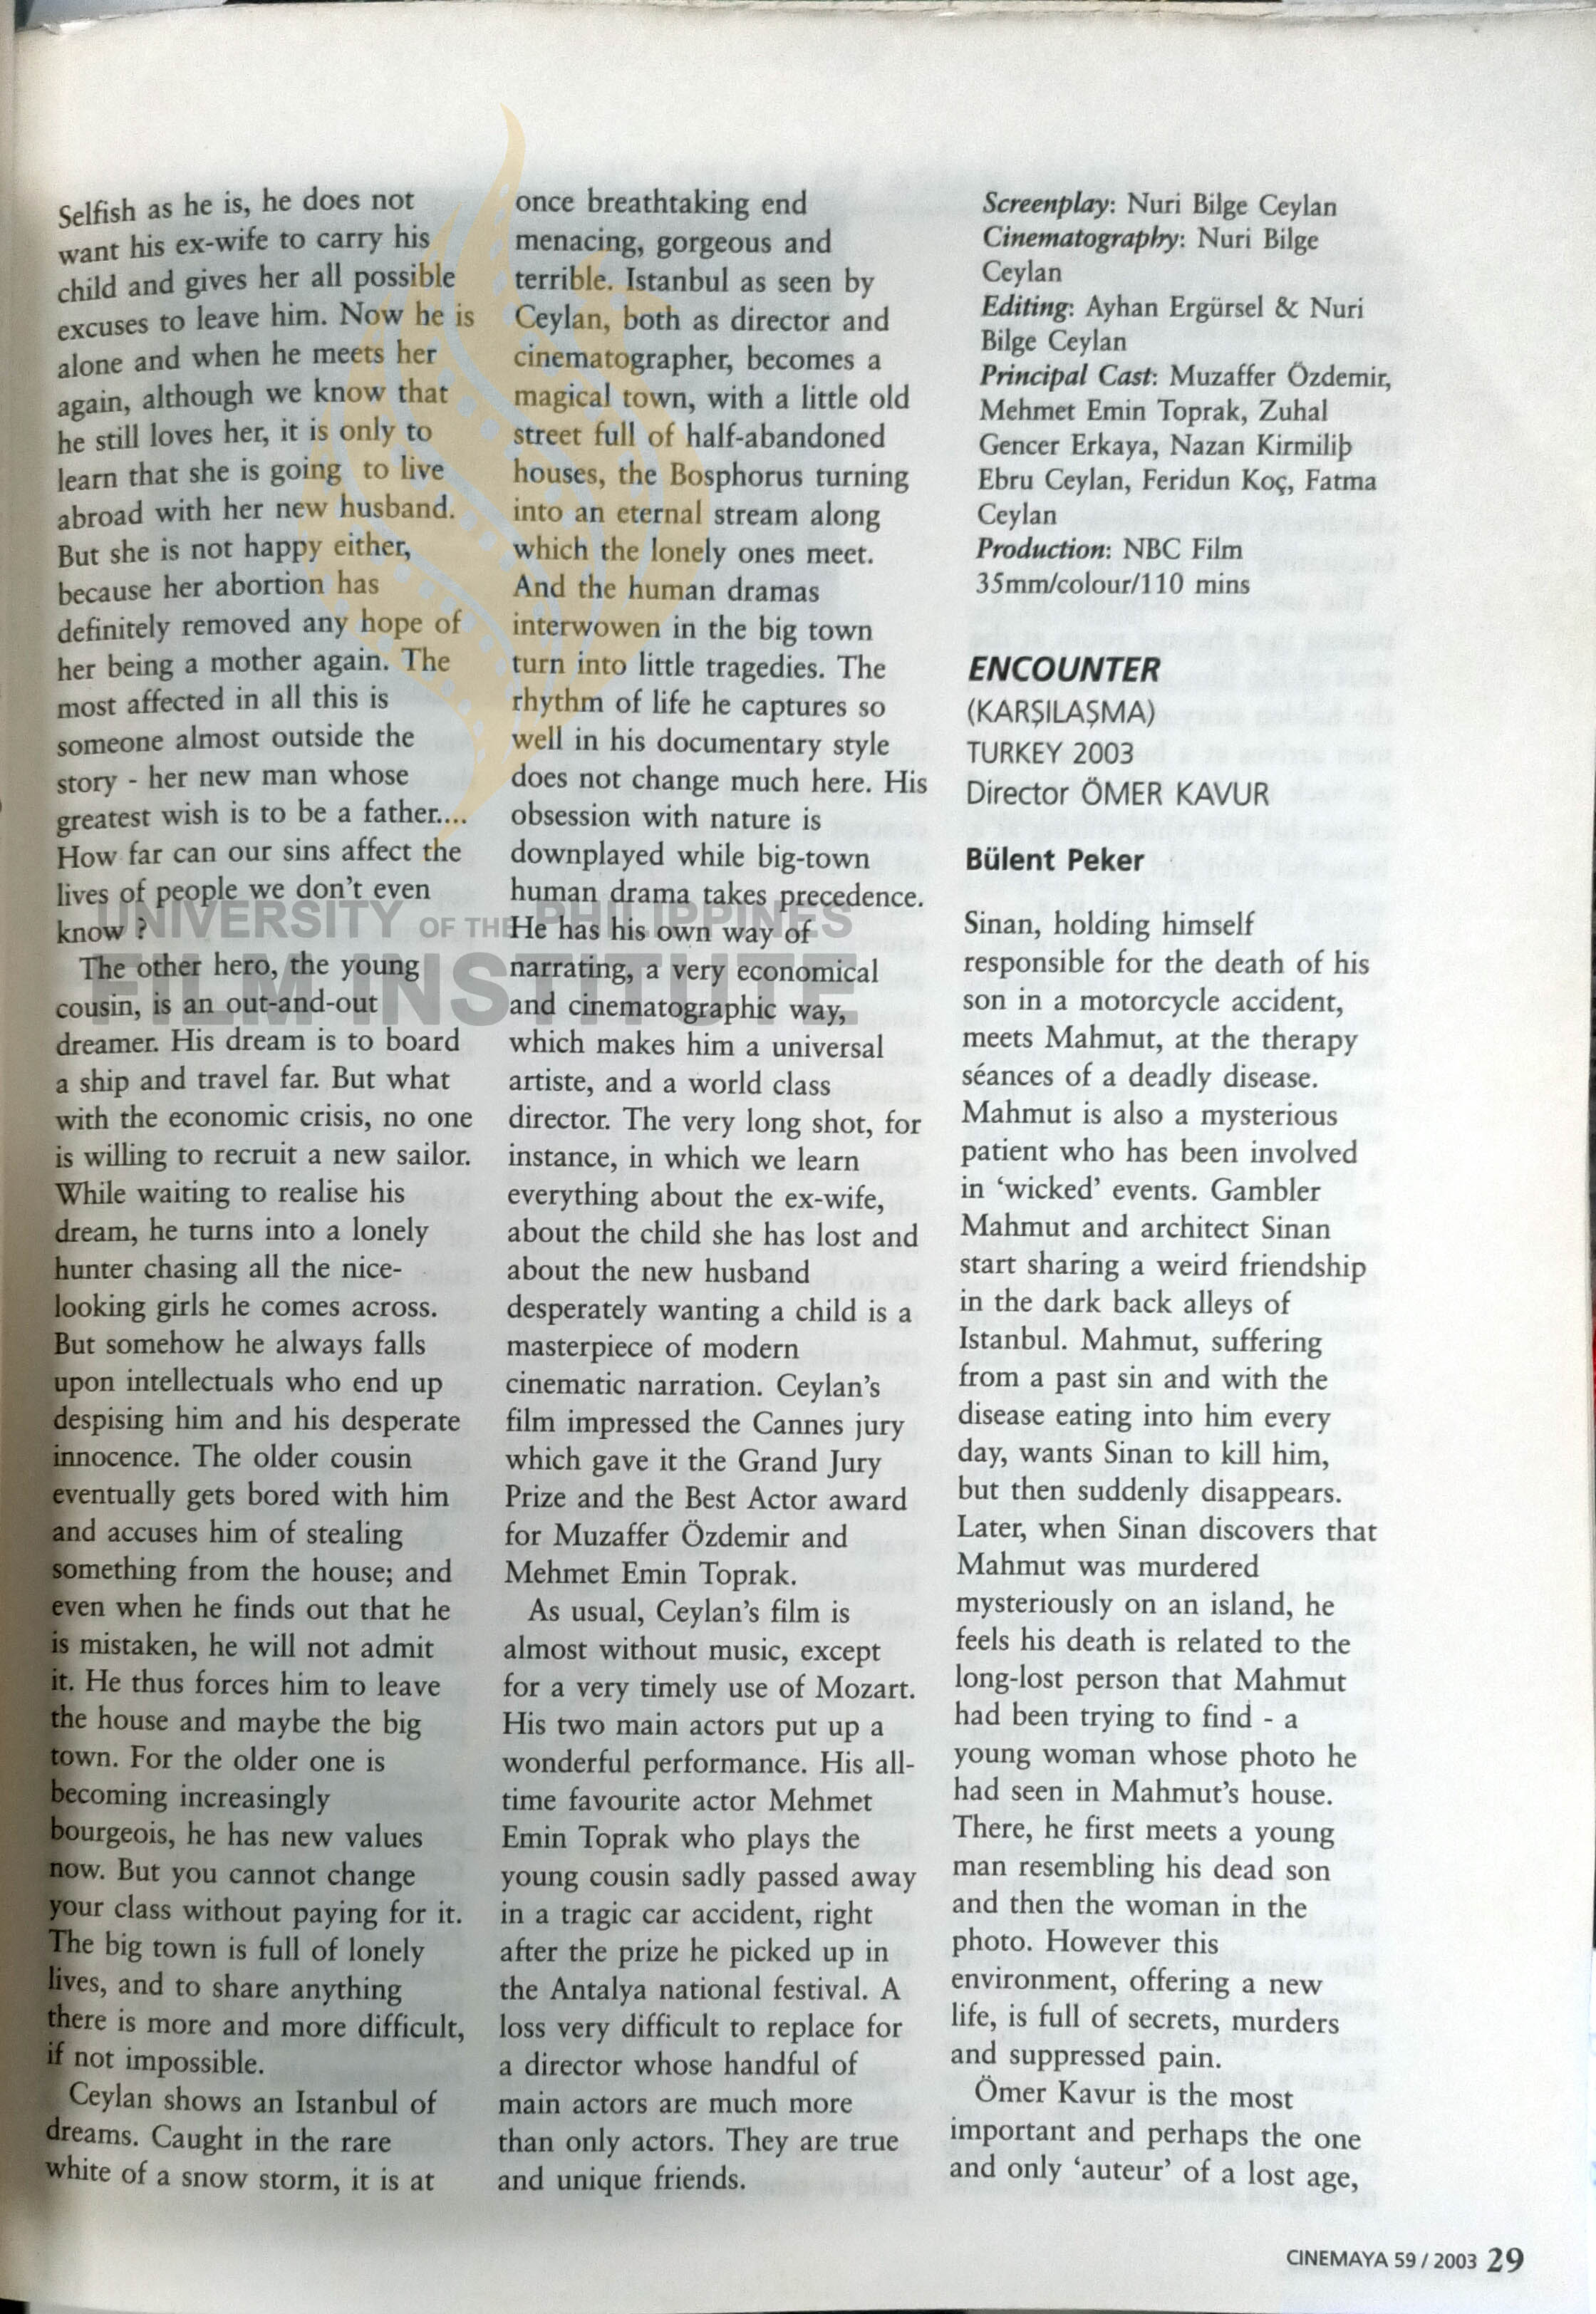 Selfish as he is, he does not
want his ex-wife to carry his
child and gives her all possible
excuses to leave him. Now he is
alone and when he meets her
again, although we know that
he still loves her, it is only to
learn that she is going to live
abroad with her new husband.
But she is not happy either,
because her abortion has
definitely removed any hope of
her being a mother again. The
most affected in all this is
someone almost outside the
story - her new man whose
greatest wish is to be a father....
How far can our sins affect the
lives of people we don't even
know ?
The other hero, the young
cousin, is an out-and-out
dreamer. His dream is to board
a ship and travel far. But what
with the economic crisis, no one
is willing to recruit a new sailor.
While waiting to realise his
dream, he turns into a lonely
hunter chasing all the nice-
looking girls he comes across.
But somehow he always falls
upon intellectuals who end up
despising him and his desperate
innocence. The older cousin
eventually gets bored with him
and accuses him of stealing
something from the house; and
even when he finds out that he
is mistaken, he will not admit
it. He thus forces him to leave
the house and maybe the big
town. For the older one is
becoming increasingly
bourgeois, he has new values
now. But you cannot change
your class without paying for it.
The big town is full of lonely
lives, and to share anything
there is more and more difficult,
if not impossible.
Ceylan shows an Istanbul of
dreams. Caught in the rare
white of a snow storm, it is at
once breathtaking end
menacing, gorgeous and
terrible. Istanbul as seen by
Ceylan, both as director and
cinematographer, becomes a
magical town, with a little old
street full of half-abandoned
houses, the Bosphorus turning
into an eternal stream along
which the lonely ones meet.
And the human dramas
interwowen in the big town
turn into little tragedies. The
rhythm of life he captures so
well in his documentary style
does not change much here. His
obsession with nature is
downplayed while big-town
human drama takes precedence.
He has his own way of
narrating, a very economical
and cinematographic way,
which makes him a universal
artiste, and a world class
director. The very long shot, for
instance, in which we learn
everything about the ex-wife,
about the child she has lost and
about the new husband
desperately wanting a child is a
masterpiece of modern
cinematic narration. Ceylan's
film impressed the Cannes jury
which gave it the Grand Jury
Prize and the Best Actor award
for Muzaffer Özdemir and
Mehmet Emin Toprak.
As usual, Ceylan's film is
almost without music, except
for a very timely use of Mozart.
His two main actors put up a
wonderful performance. His all-
time favourite actor Mehmet
Emin Toprak who plays the
young cousin sadly passed away
in a tragic car accident, right
after the prize he picked up in
the Antalya national festival. A
loss very difficult to replace for
a director whose handful of
main actors are much more
than only actors. They are true
and unique friends.
Screenplay: Nuri Bilge Ceylan
Cinematography: Nuri Bilge
Ceylan
Editing: Ayhan Ergürsel & Nuri
Bilge Ceylan
Principal Cast: Muzaffer Özdemir,
Mehmet Emin Toprak, Zuhal
Gencer Erkaya, Nazan Kirmiliþ
Ebru Ceylan, Feridun Koç, Fatma
Ceylan
Production: NBC Film
35mm/colour/110 mins
ENCOUNTER
(KARŞILAŞMA)
TURKEY 2003
Director ÖMER KAVUR
Bülent Peker
Sinan, holding himself
responsible for the death of his
son in a motorcycle accident,
meets Mahmut, at the therapy
séances of a deadly disease.
Mahmut is also a mysterious
patient who has been involved
in 'wicked' events. Gambler
Mahmut and architect Sinan
start sharing a weird friendship
in the dark back alleys of
Istanbul. Mahmut, suffering
from a past sin and with the
disease eating into him every
day, wants Sinan to kill him,
but then suddenly disappears.
Later, when Sinan discovers that
Mahmut was murdered
mysteriously on an island, he
feels his death is related to the
long-lost person that Mahmut
had been trying to find - a
young woman whose photo he
had seen in Mahmut's house.
There, he first meets a young
man resembling his dead son
and then the woman in the
photo. However this
environment, offering a new
life, is full of secrets, murders
and suppressed pain.
Ömer Kavur is the most
important and perhaps the one
and only 'auteur' of a lost age,
CINEMAYA 59 / 2003 29
UNIVERSITY OF THE PHILIPPINES
FILM INSTITUTE